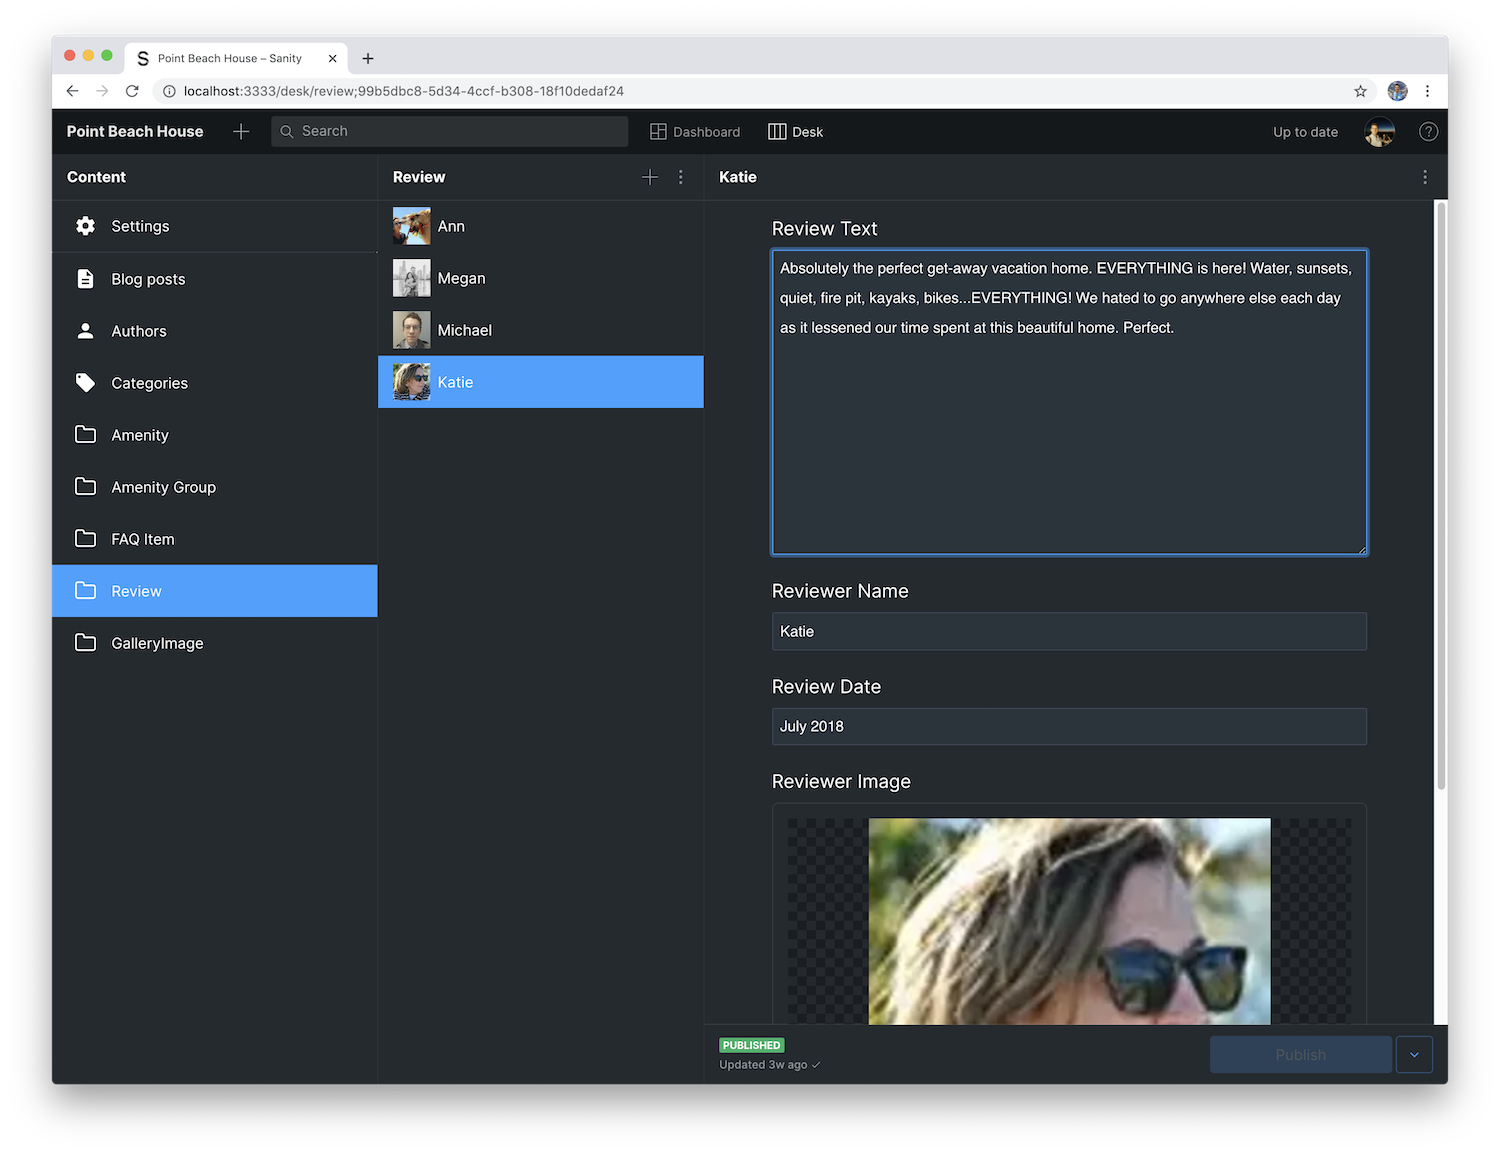 Point Beach House – Sanity
localhost:3333/desk/review;99b5dbc8-5d34-4ccf-b308-18f10dedaf24
Point Beach House
Search
Dashboard
Desk
Up to date
Content
Settings
Blog posts
Authors
Categories
Amenity
Amenity Group
FAQ Item
Review
GalleryImage
Review
Ann
Megan
Michael
Katie
Katie
Review Text
Absolutely the perfect get-away vacation home. EVERYTHING is here! Water, sunsets,
quiet, fire pit, kayaks, bikes...EVERYTHING! We hated to go anywhere else each day
as it lessened our time spent at this beautiful home. Perfect.
Reviewer Name
Katie
Review Date
July 2018
Reviewer Image
PUBLISHED
Updated 3w ago
Publish